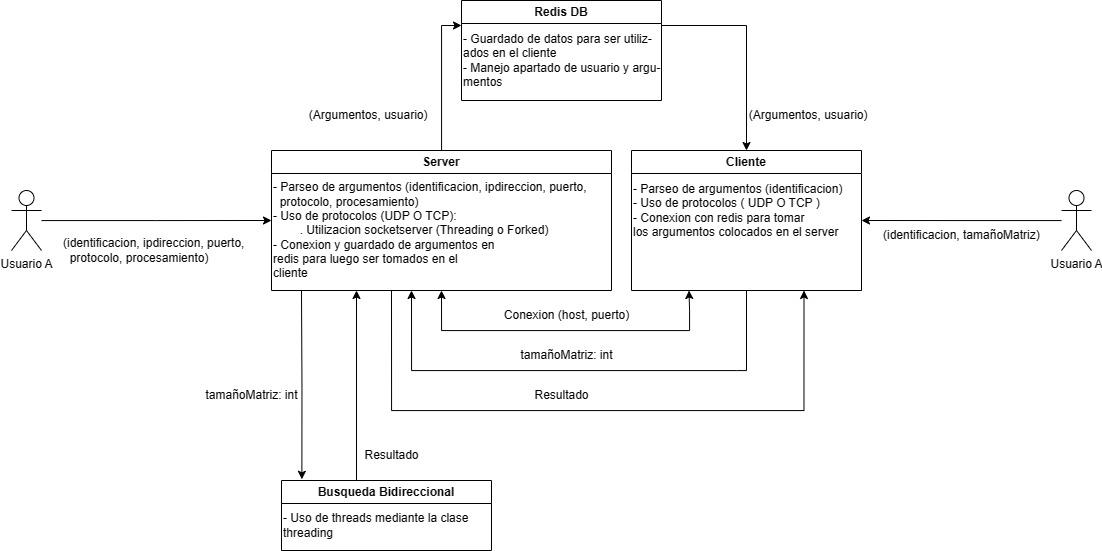 Redis DB
- Guardado de datos para ser utiliz-
ados en el cliente
- Manejo apartado de usuario y argu-
mentos
(Argumentos, usuario)
(Argumentos, usuario)
Server
- Parseo de argumentos (identificacion, ipdireccion, puerto,
protocolo, procesamiento)
- Uso de protocolos (UDP O TCP):
. Utilizacion socketserver (Threading o Forked)
- Conexion y guardado de argumentos en
redis para luego ser tomados en el
cliente
Cliente
- Parseo de argumentos (identificacion)
- Uso de protocolos ( UDP O TCP )
- Conexion con redis para tomar
los argumentos colocados en el server
(identificacion, ipdireccion, puerto,
protocolo, procesamiento)
Usuario A
(identificacion, tamañoMatriz)
Usuario A
Conexion (host, puerto)
tamañoMatriz: int
Resultado
tamañoMatriz: int
Resultado
Busqueda Bidireccional
- Uso de threads mediante la clase
threading